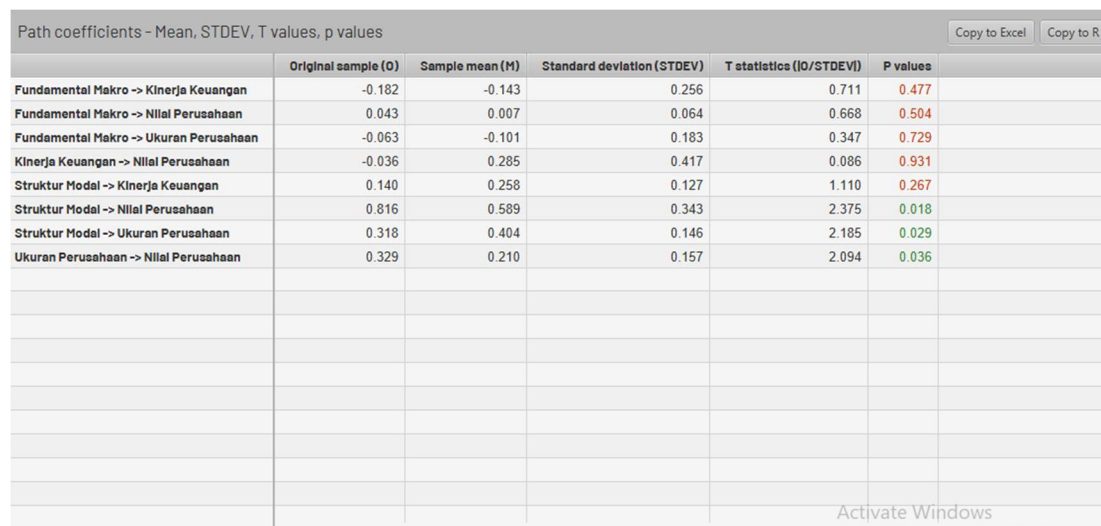 Path coefficients - Mean, STDEV, T values, p values Copy to Excel Copy to R
Original sample (O) Sample mean (M) Standard deviation (STDEV) T statistics (|O/STDEV|) P values
Fundamental Makro -> Kinerja Keuangan -0.182 -0.143 0.256 0.711 0.477
Fundamental Makro -> Nilai Perusahaan 0.043 0.007 0.064 0.668 0.504
Fundamental Makro -> Ukuran Perusahaan -0.063 -0.101 0.183 0.347 0.729
Kinerja Keuangan -> Nilai Perusahaan -0.036 0.285 0.417 0.086 0.931
Struktur Modal -> Kinerja Keuangan 0.140 0.258 0.127 1.110 0.267
Struktur Modal -> Nilai Perusahaan 0.816 0.589 0.343 2.375 0.018
Struktur Modal -> Ukuran Perusahaan 0.318 0.404 0.146 2.185 0.029
Ukuran Perusahaan -> Nilai Perusahaan 0.329 0.210 0.157 2.094 0.036
Activate Windows